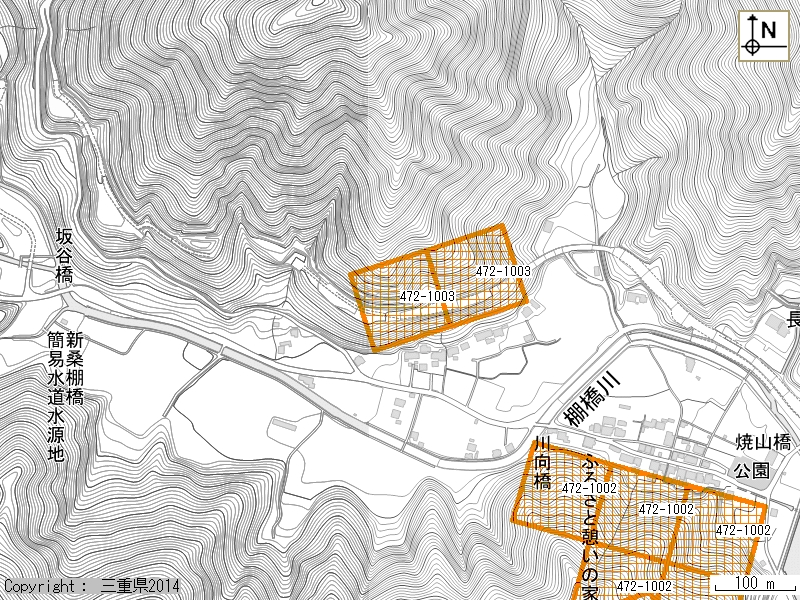 N
坂谷橋
新桑棚橋
簡易水道水源地
472-1003
472-1003
長
棚橋川
川向橋
ふるさと憩いの家
焼山橋
公園
472-1002
472-1002
472-1002
472-1002
100 m
Copyright : 三重県2014